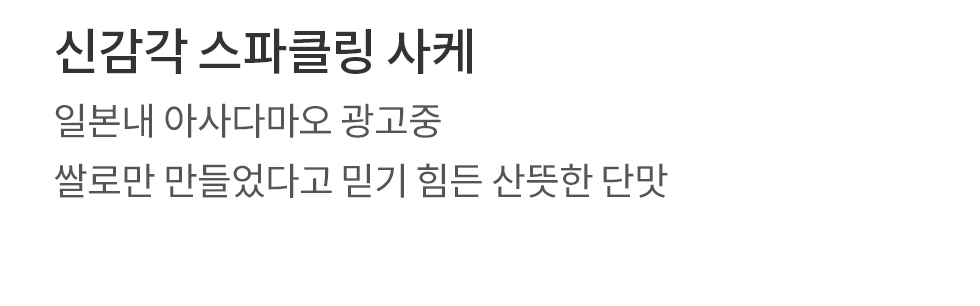 신감각 스파클링 사케
일본내 아사다마오 광고중
쌀로만 만들었다고 믿기 힘든 산뜻한 단맛